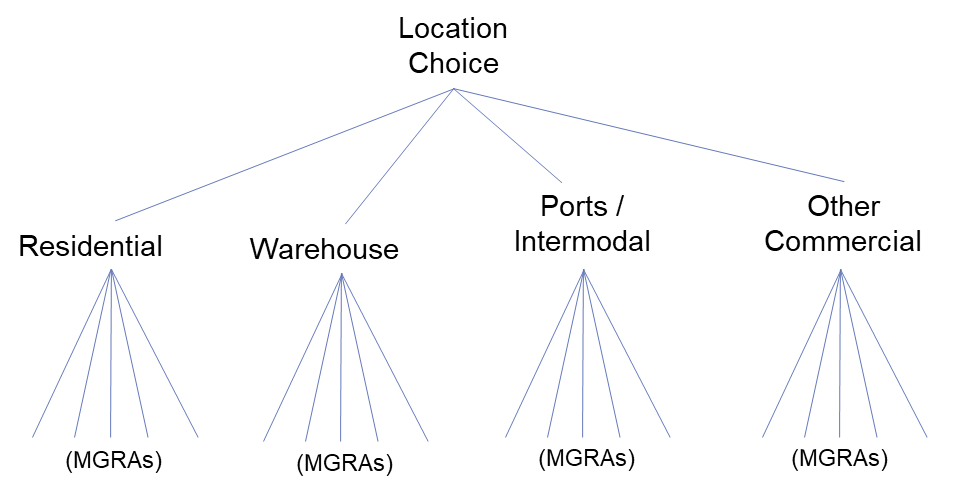 Location
Choice
Residential
Warehouse
Ports /
Intermodal
Other
Commercial
(MGRAs)
(MGRAs)
(MGRAs)
(MGRAs)